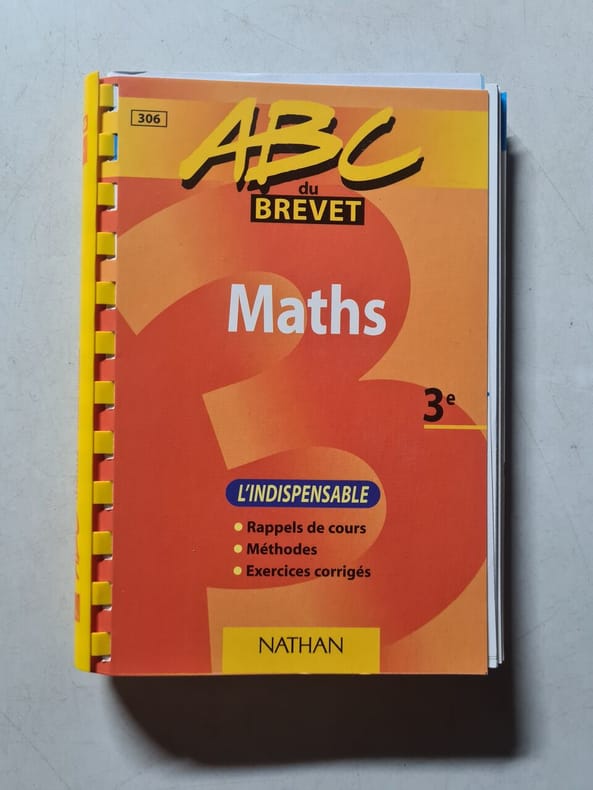 306
ABC
du
BREVET
Maths
3e
L'INDISPENSABLE
Rappels de cours
Méthodes
Exercices corrigés
NATHAN